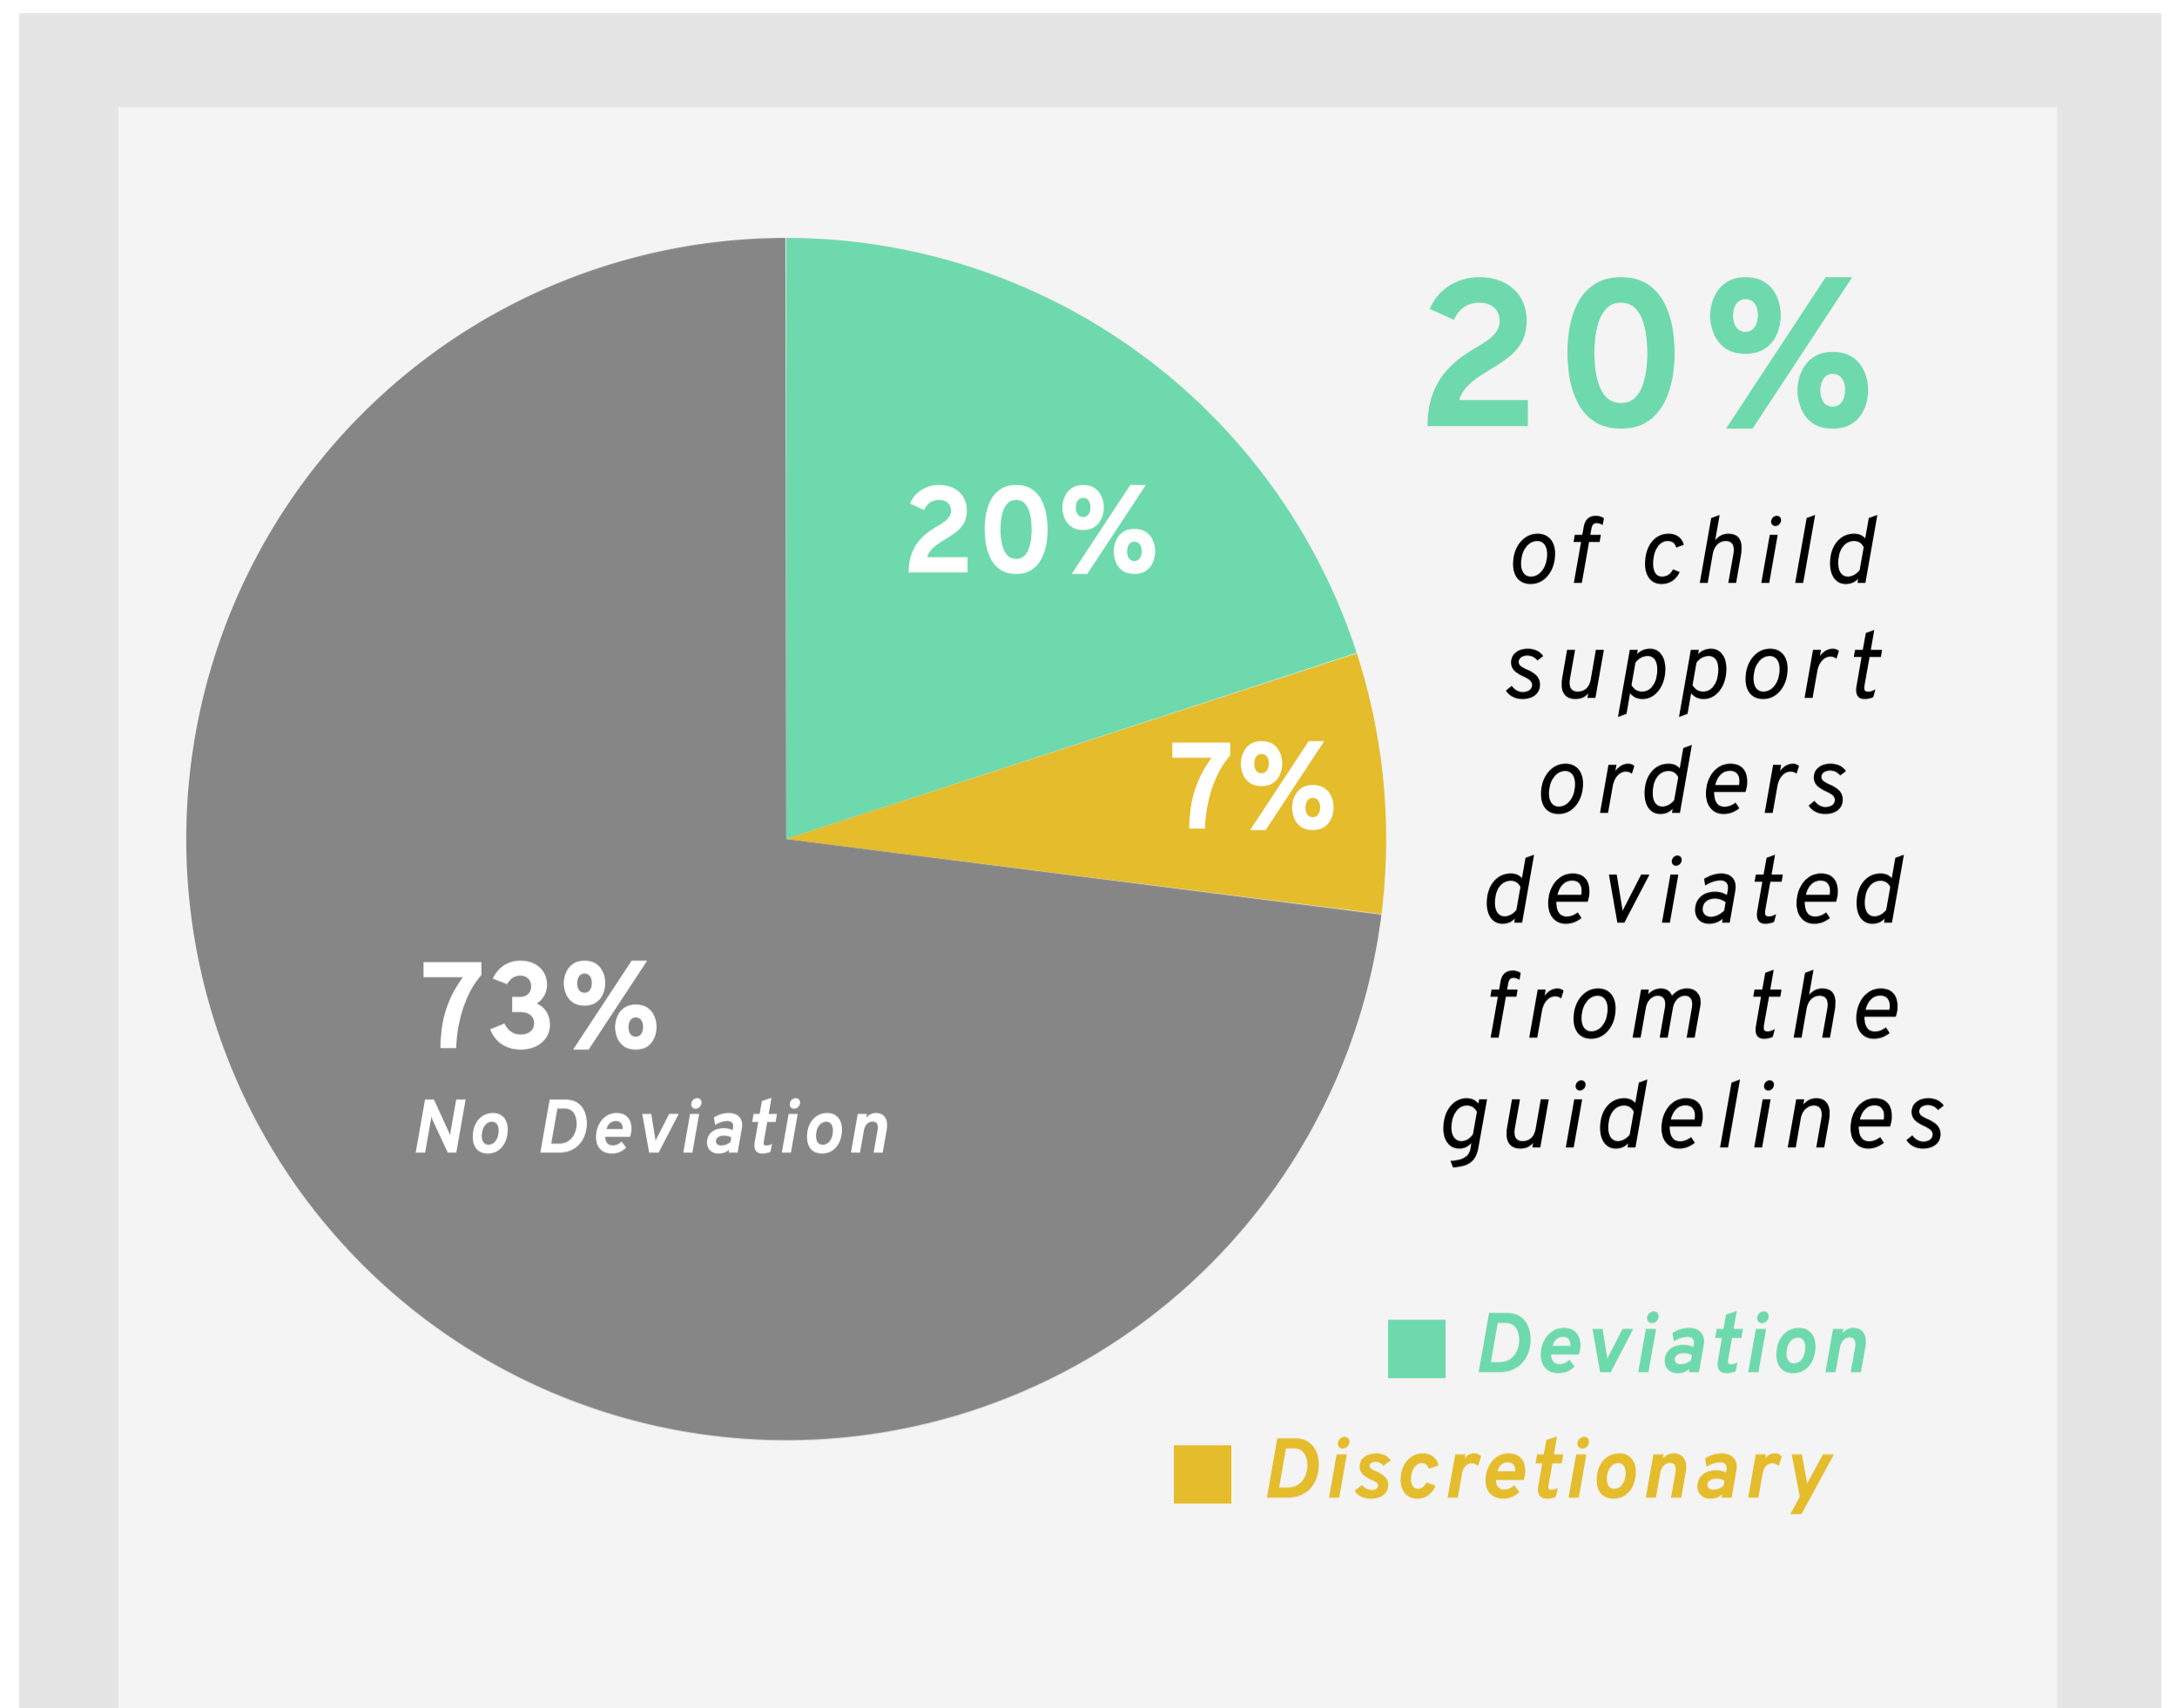 20%
of child
support
orders
deviated
from the
guidelines
20%
7%
73%
No Deviation
Deviation
Discretionary